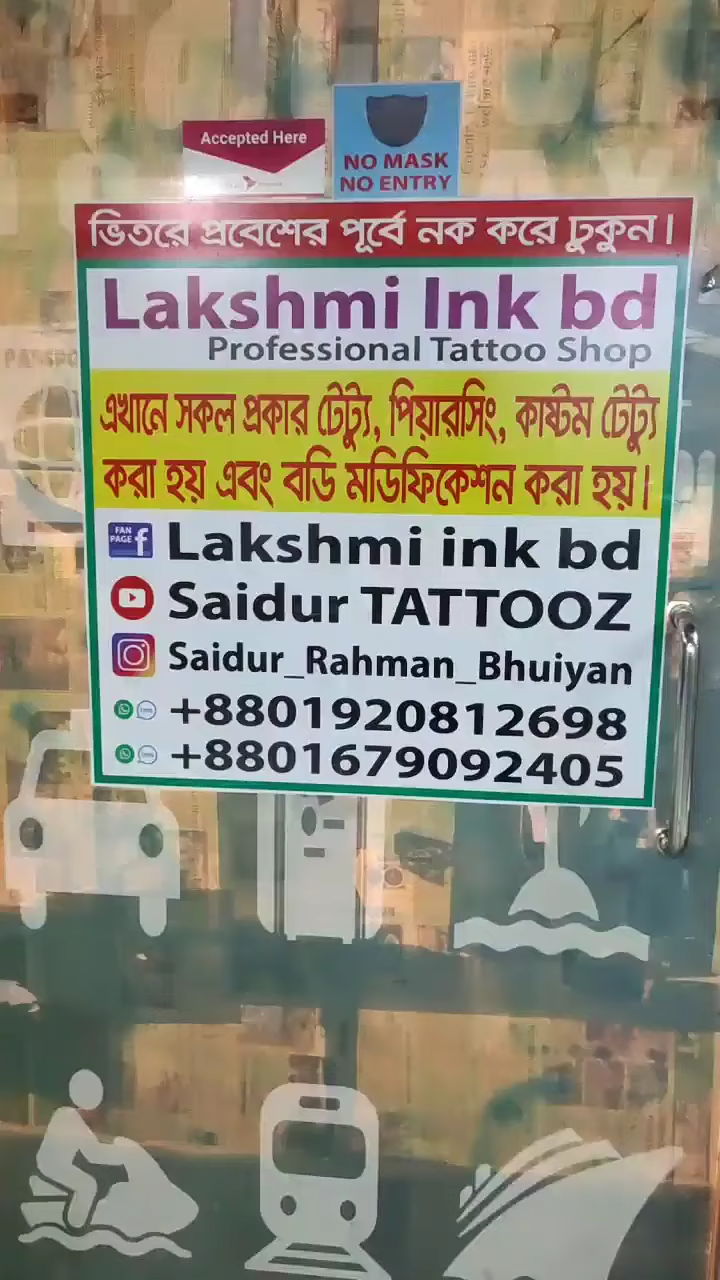 Accepted Here
NO MASK
NO ENTRY
ভিতরে প্রবেশের পূর্বে নক করে ঢুকুন।
Lakshmi Ink bd
Professional Tattoo Shop
এখানে সকল প্রকার টেট্যু, পিয়ারসিং, কাষ্টম টেট্যু
করা হয় এবং বডি মডিফিকেশন করা হয়।
FAN
PAGE f
Lakshmi ink bd
Saidur TATTOOZ
Saidur_Rahman_Bhuiyan
+8801920812698
+8801679092405